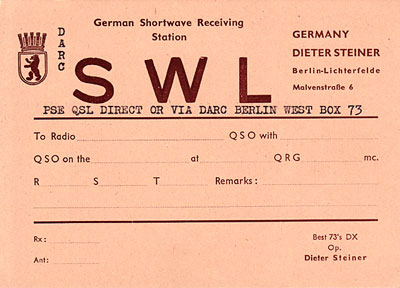 DARC
German Shortwave Receiving
Station
GERMANY
DIETER STEINER
Berlin-Lichterfelde
Malvenstraße 6
SWL
PSE QSL DIRECT OR VIA DARC BERLIN WEST BOX 73
To Radio QSO with
QSO on the at QRG mc.
R S T Remarks:
Rx:
Ant:
Best 73's DX
Op.
Dieter Steiner